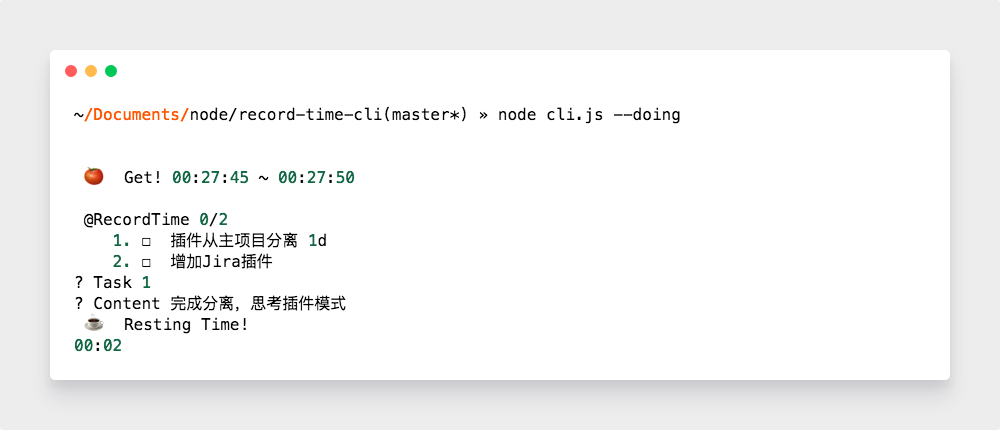 ~/Documents/node/record-time-cli(master*) » node cli.js --doing
🍅 Get! 00:27:45 ~ 00:27:50
@RecordTime 0/2
1. ☐ 插件从主项目分离 1d
2. ☐ 增加Jira插件
? Task 1
? Content 完成分离，思考插件模式
☕ Resting Time!
00:02